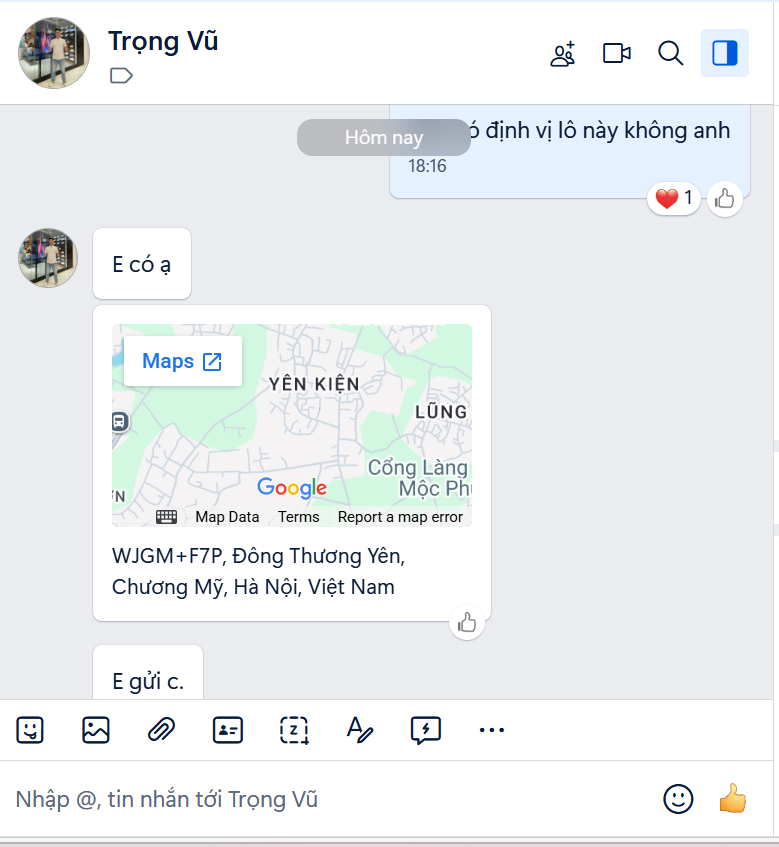 Trọng Vũ
ó định vị lô này không anh
Hôm nay
18:16
1
E có ạ
Maps
YÊN KIỆN
LŨNG
Cổng Làng
Google
Map Data Terms Report a map error
WJGM+F7P, Đông Thương Yên,
Chương Mỹ, Hà Nội, Việt Nam
E gửi c.
Nhập @, tin nhắn tới Trọng Vũ